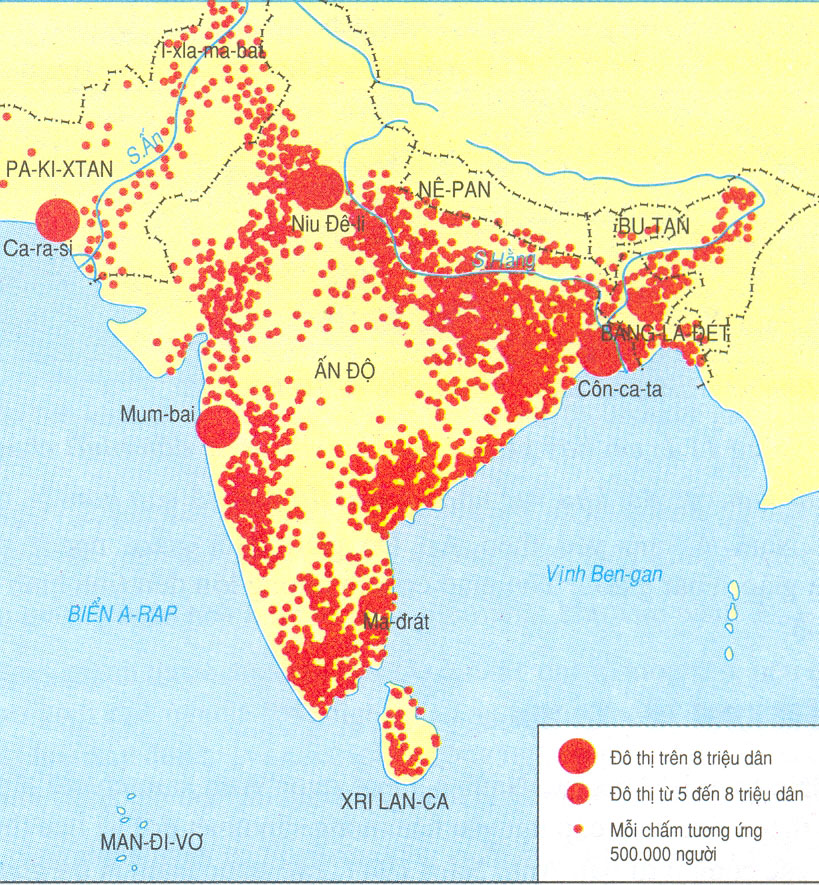 I-xla-ma-bat
S.Ấn
PA-KI-XTAN
NÊ-PAN
Niu Đê-li
BU-TAN
Ca-ra-si
S.Hằng
BĂNG-LA-ĐÉT
ẤN ĐỘ
Côn-ca-ta
Mum-bai
Vịnh Ben-gan
BIỂN A-RAP
Ma-đrát
XRI LAN-CA
MAN-ĐI-VƠ
Đô thị trên 8 triệu dân
Đô thị từ 5 đến 8 triệu dân
Mỗi chấm tương ứng
500.000 người